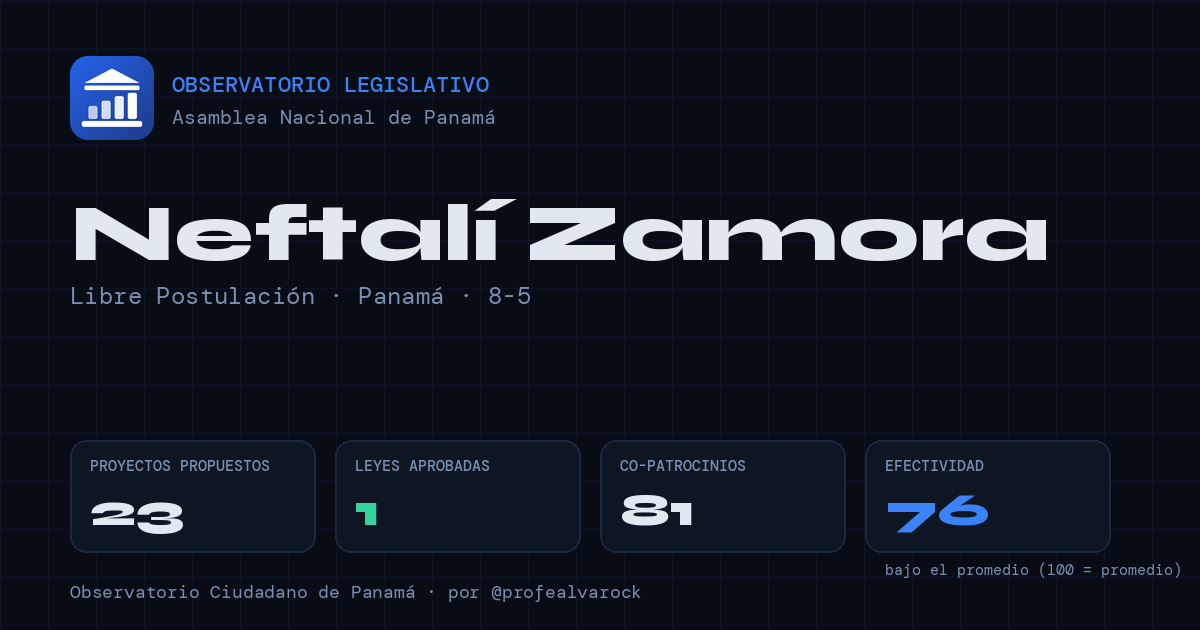 OBSERVATORIO LEGISLATIVO
Asamblea Nacional de Panamá
Neftalí Zamora
Libre Postulación · Panamá · 8-5
PROYECTOS PROPUESTOS
23
LEYES APROBADAS
1
CO-PATROCINIOS
81
EFECTIVIDAD
76
bajo el promedio (100 = promedio)
Observatorio Ciudadano de Panamá · por @profealvarock